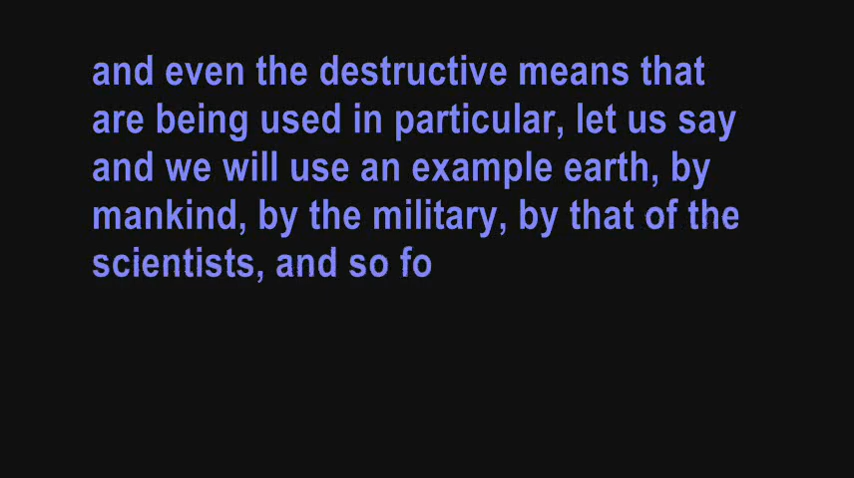 and even the destructive means that
are being used in particular, let us say
and we will use an example earth, by
mankind, by the military, by that of the
scientists, and so fo